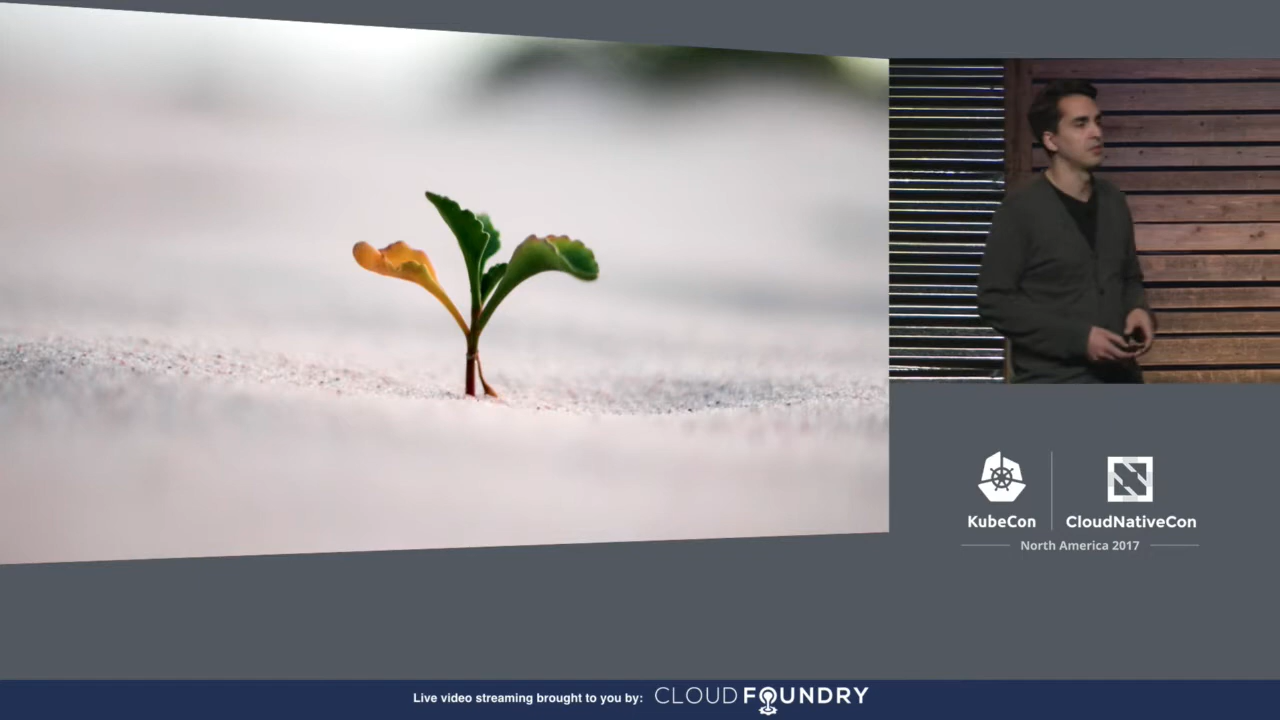 KubeCon
CloudNativeCon
North America 2017
Live video streaming brought to you by: CLOUD FOUNDRY